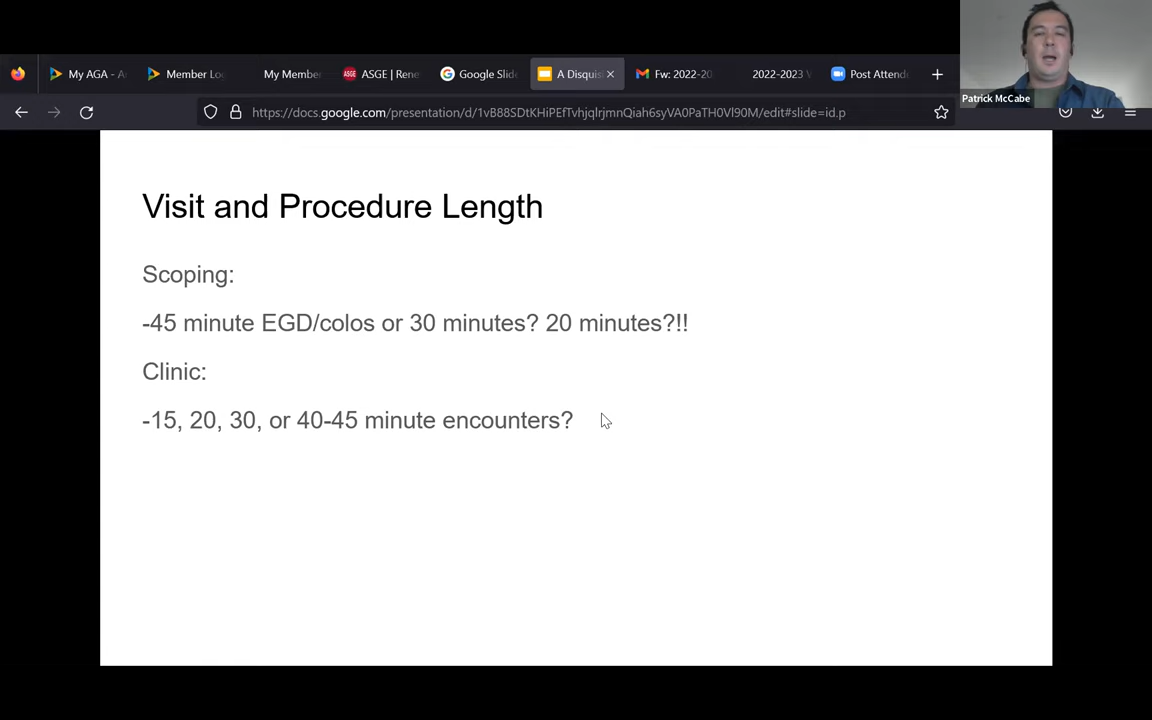 My AGA - A
Member Lo
My Membe
ASGE ASGE | Rene
Google Slid
A Disquis
Fw: 2022-20
2022-2023
Post Attend
Patrick McCabe
https://docs.google.com/presentation/d/1vB88SDtKHiPEfTvhjqlrjmnQiah6syVA0PaTH0Vl90M/edit#slide=id.p
Visit and Procedure Length
Scoping:
-45 minute EGD/colos or 30 minutes? 20 minutes?!!
Clinic:
-15, 20, 30, or 40-45 minute encounters?